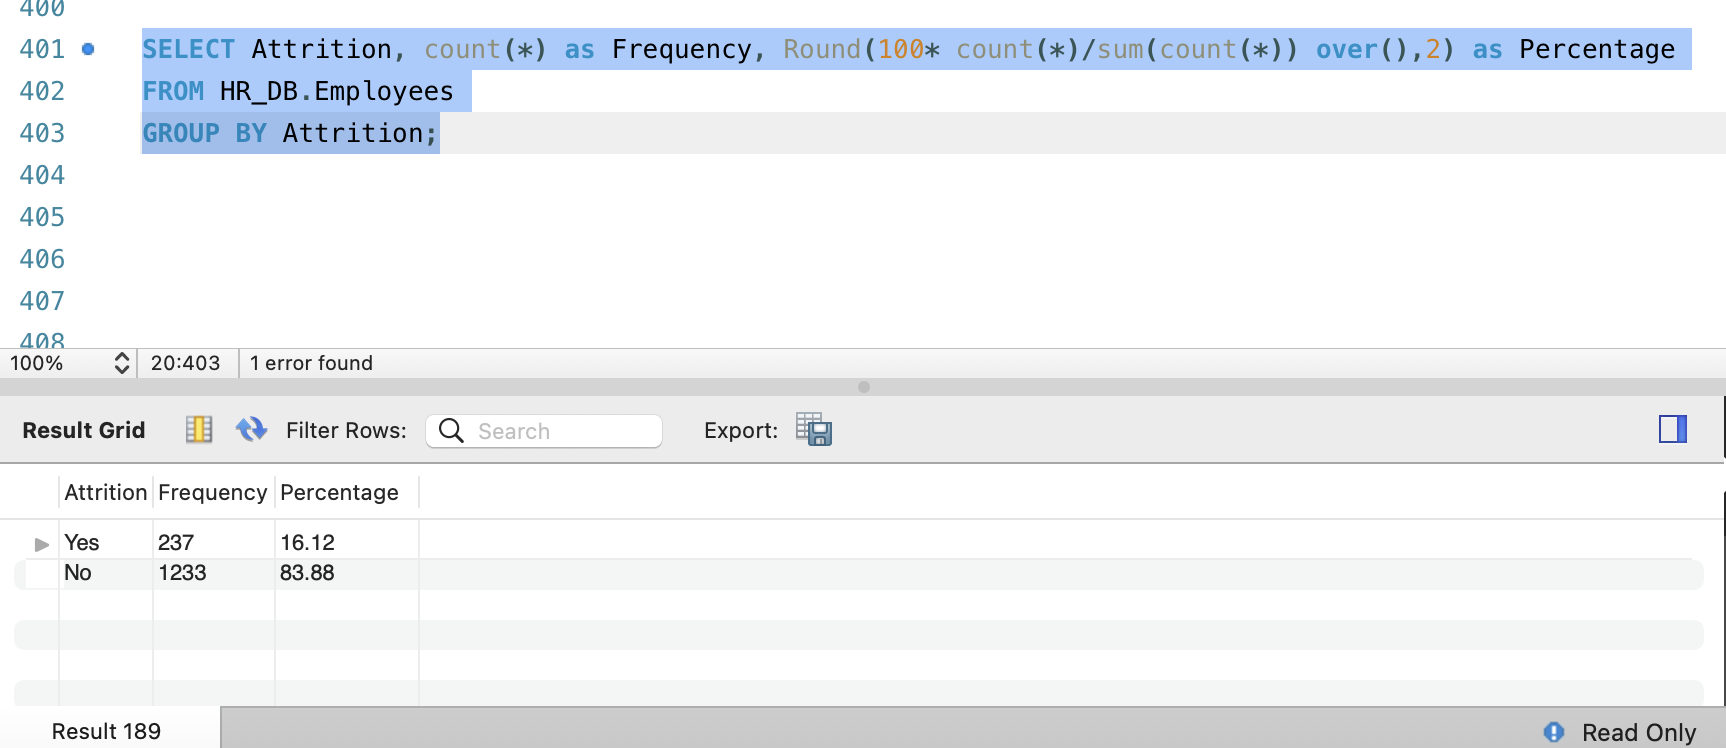 400
401 SELECT Attrition, count(*) as Frequency, Round(100* count(*)/sum(count(*)) over(),2) as Percentage
402 FROM HR_DB.Employees
403 GROUP BY Attrition;
404
405
406
407
408
100% 20:403 1 error found
Result Grid Filter Rows: Search Export:
Attrition Frequency Percentage
Yes 237 16.12
No 1233 83.88
Result 189 Read Only